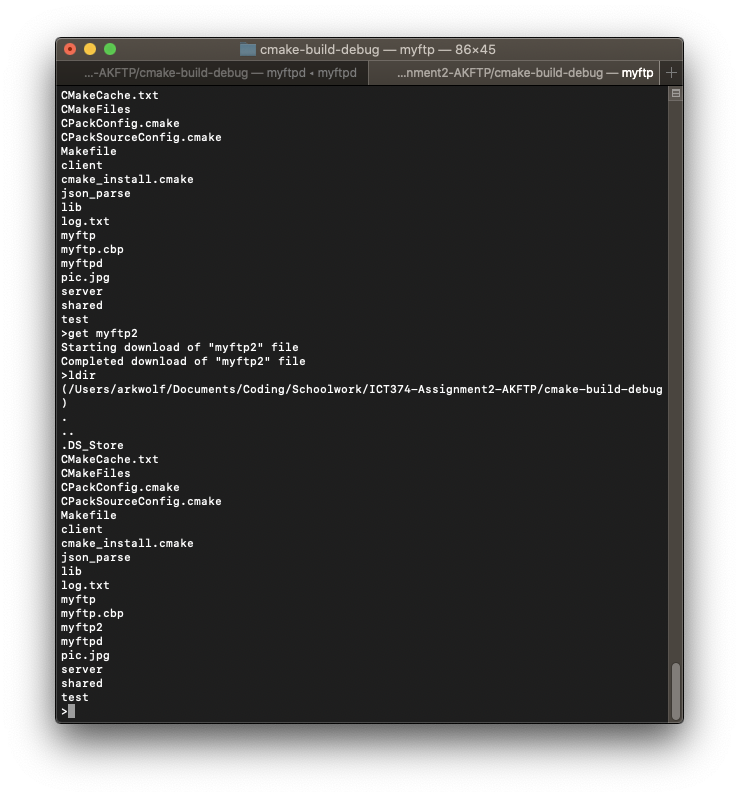 cmake-build-debug — myftp — 86×45
...-AKFTP/cmake-build-debug — myftpd ◂ myftpd
...nment2-AKFTP/cmake-build-debug — myftp
+
CMakeCache.txt
CMakeFiles
CPackConfig.cmake
CPackSourceConfig.cmake
Makefile
client
cmake_install.cmake
json_parse
lib
log.txt
myftp
myftp.cbp
myftpd
pic.jpg
server
shared
test
>get myftp2
Starting download of "myftp2" file
Completed download of "myftp2" file
>ldir
(/Users/arkwolf/Documents/Coding/Schoolwork/ICT374-Assignment2-AKFTP/cmake-build-debug
)
.
..
.DS_Store
CMakeCache.txt
CMakeFiles
CPackConfig.cmake
CPackSourceConfig.cmake
Makefile
client
cmake_install.cmake
json_parse
lib
log.txt
myftp
myftp.cbp
myftp2
myftpd
pic.jpg
server
shared
test
>